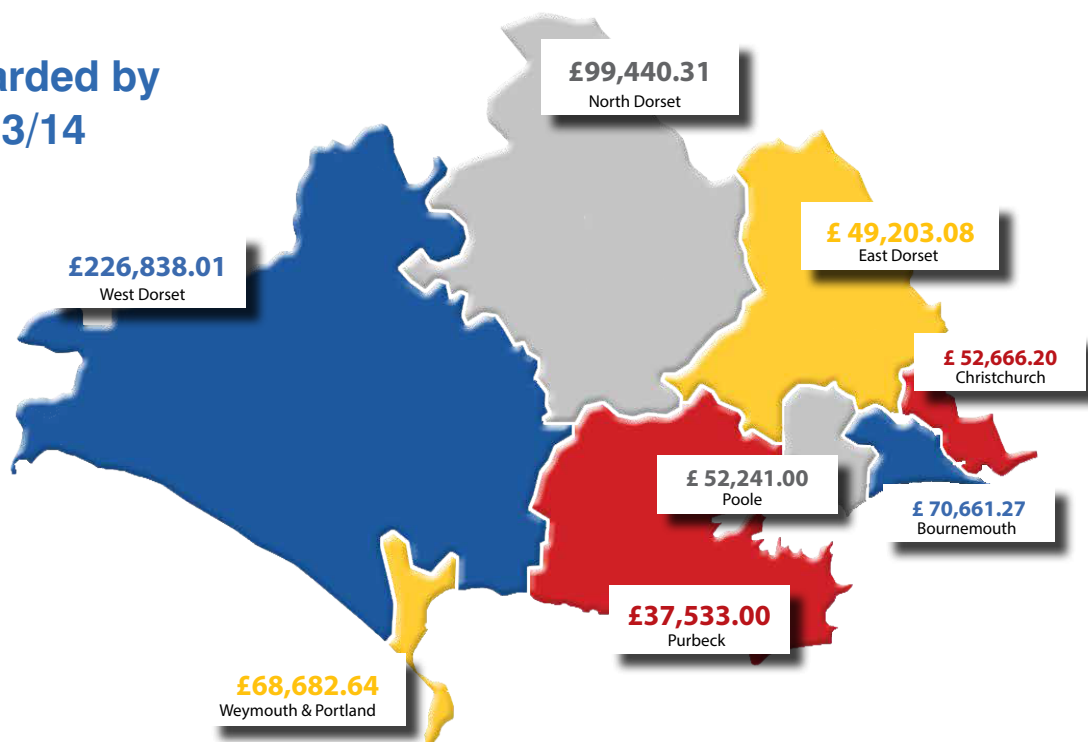 arded by
3/14
£99,440.31
North Dorset
£ 49,203.08
East Dorset
£226,838.01
West Dorset
£ 52,666.20
Christchurch
£ 52,241.00
Poole
£ 70,661.27
Bournemouth
£37,533.00
Purbeck
£68,682.64
Weymouth & Portland